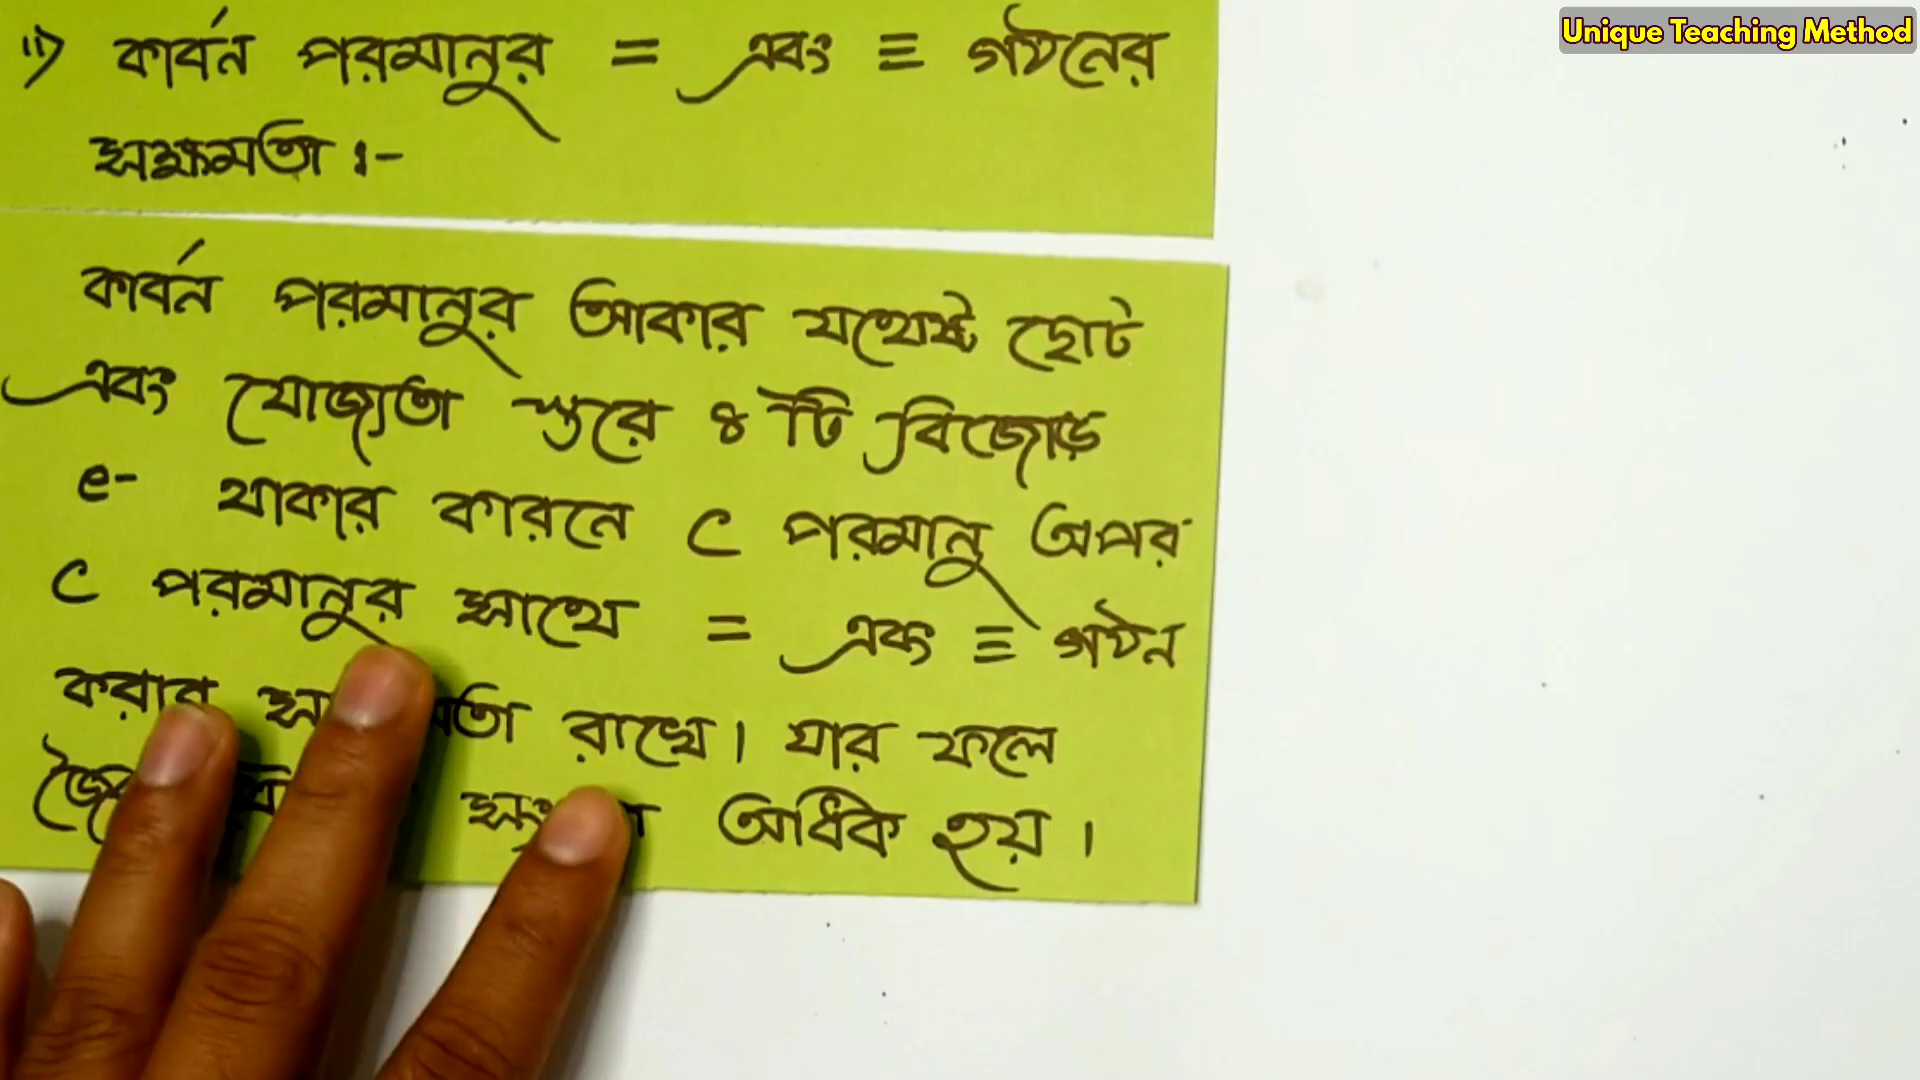 Unique Teaching Method
ii) কার্বন পরমানুর = এবং ≡ গঠনের
সক্ষমতা :-
কার্বন পরমানুর আকার যথেষ্ট ছোট
এবং যোজ্যতা স্তরে ৪ টি বিজোড়
e- থাকার কারনে C পরমানু অপর
C পরমানুর সাথে = এবং ≡ গঠন
করার রাখে। যার ফলে
অধিক হয়।